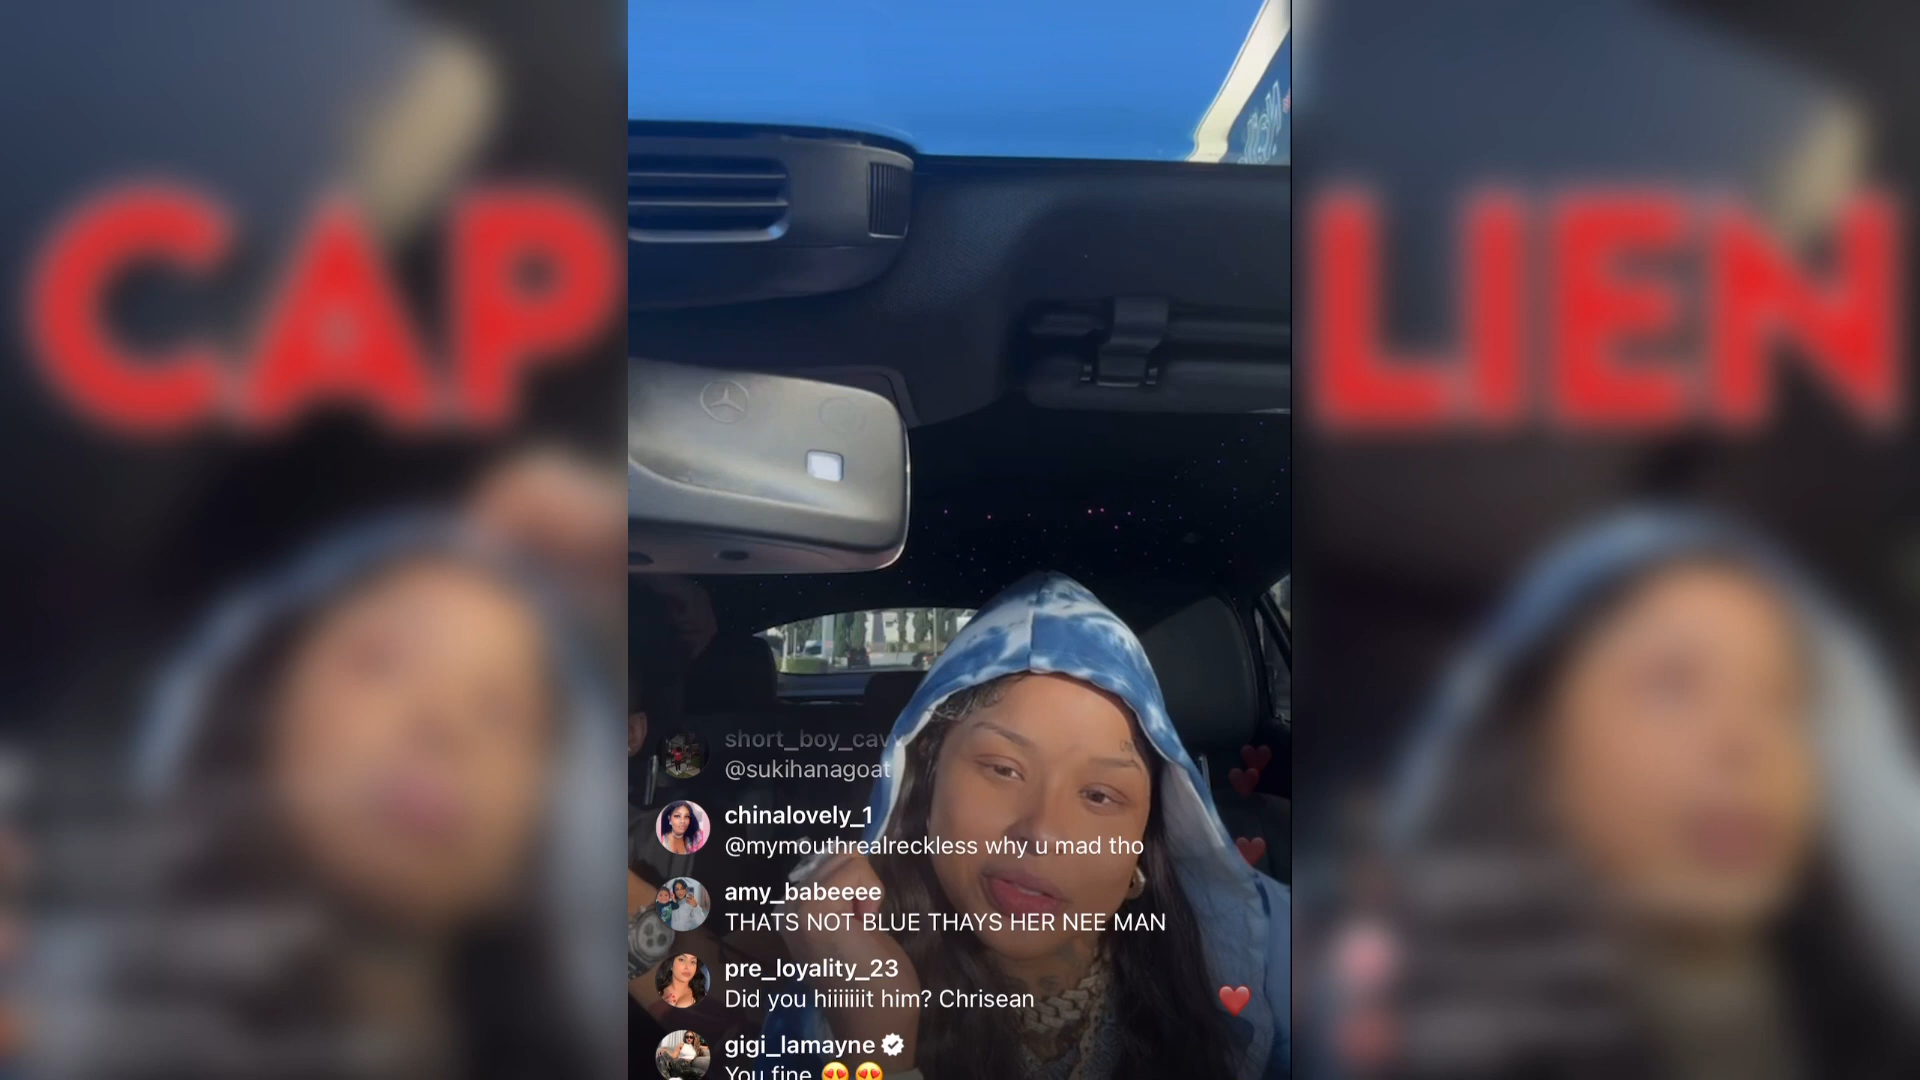 CAP
LIEN
short_boy_cavv
@sukihanagoat
chinalovely_1
@mymouthrealreckless why u mad tho
amy_babeeee
THATS NOT BLUE THAYS HER NEE MAN
pre_loyality_23
Did you hiiiiiiit him? Chrisean
gigi_lamayne
You fine 😍😍